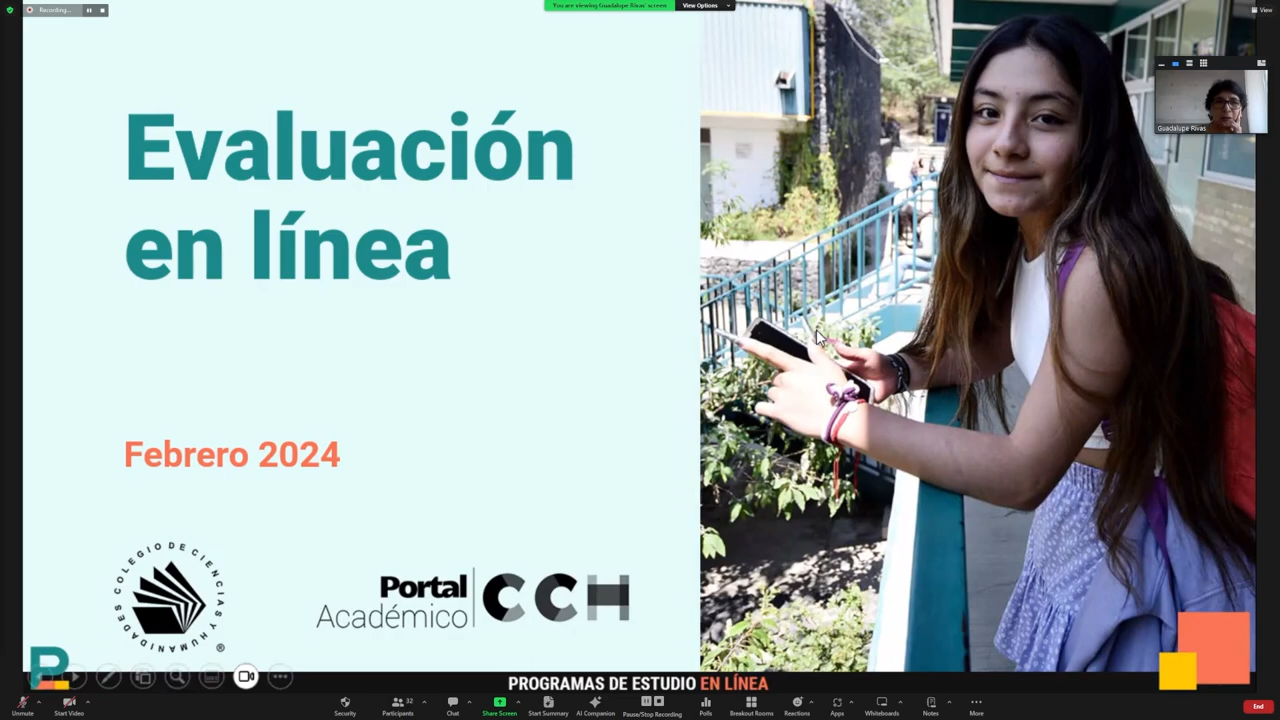 Recording...
You are viewing Guadalupe Rivas' screen
View Options
View
Guadalupe Rivas
Evaluación
en línea
Febrero 2024
COLEGIO DE CIENCIAS Y HUMANIDADES
®
Portal
Académico
CCH
PROGRAMAS DE ESTUDIO EN LÍNEA
Unmute
Start Video
Security
Participants
32
Chat
Share Screen
Start Summary
AI Companion
Pause/Stop Recording
Polls
Breakout Rooms
Reactions
Apps
Whiteboards
Notes
More
End